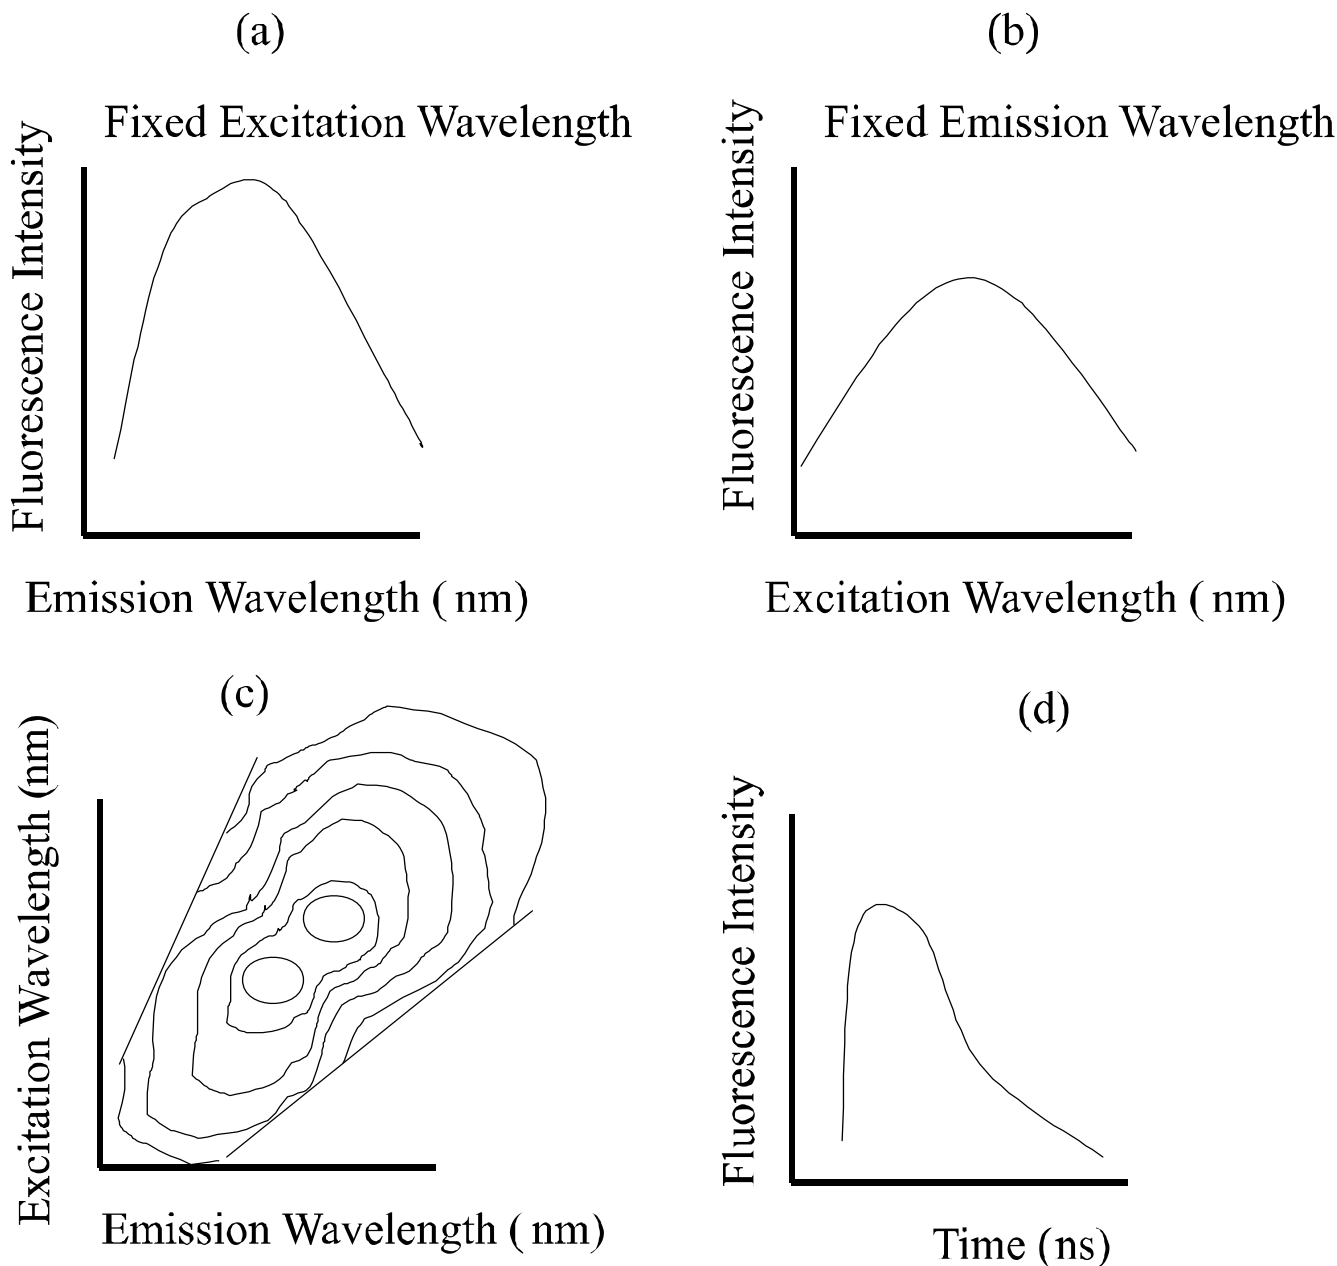 (a)
Fixed Excitation Wavelength
Fluorescence Intensity
Emission Wavelength ( nm)
(b)
Fixed Emission Wavelength
Fluorescence Intensity
Excitation Wavelength ( nm)
(c)
Excitation Wavelength (nm)
Emission Wavelength ( nm)
(d)
Fluorescence Intensity
Time (ns)